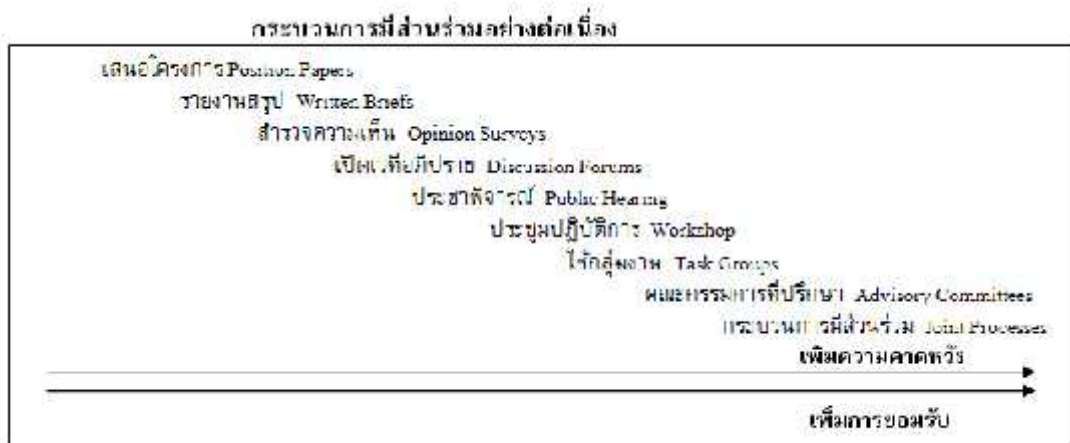 กระบวนการมีส่วนร่วมอย่างต่อเนื่อง
เสนอโครงการ Position Papers
รายงานสรุป Written Briefs
สำรวจความเห็น Opinion Surveys
เปิดเวทีอภิปราย Discussion Forums
ประชาพิจารณ์ Public Hearing
ประชุมปฏิบัติการ Workshop
ใช้กลุ่มงาน Task Groups
คณะกรรมการที่ปรึกษา Advisory Committees
กระบวนการมีส่วนร่วม Joint Processes
เพิ่มความคาดหวัง
เพิ่มการยอมรับ